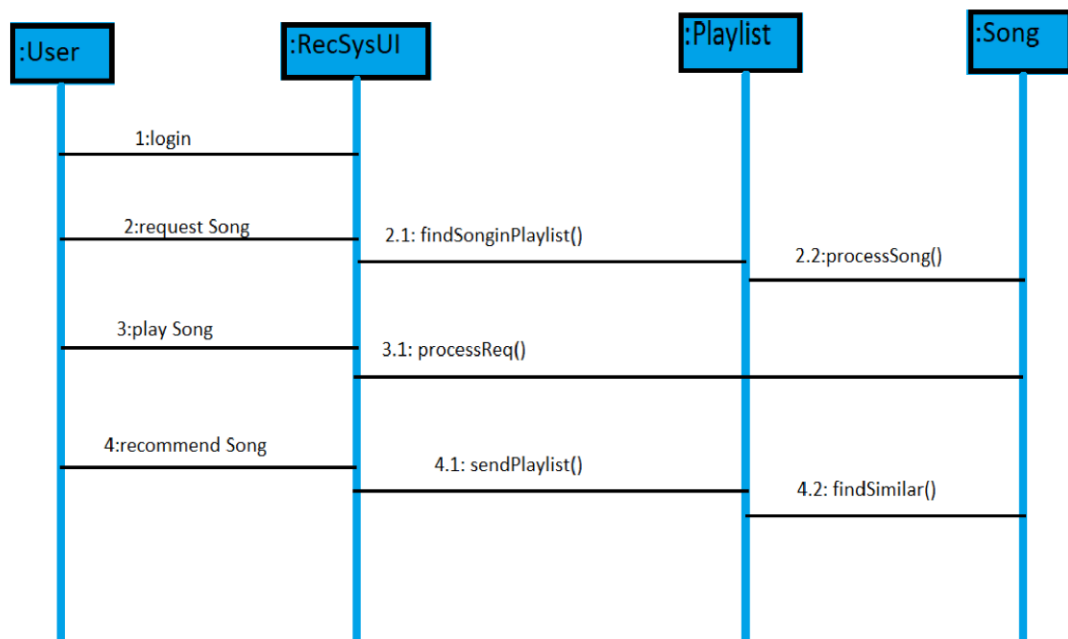 :User
:RecSysUI
:Playlist
:Song
1:login
2:request Song
2.1: findSonginPlaylist()
2.2:processSong()
3:play Song
3.1: processReq()
4:recommend Song
4.1: sendPlaylist()
4.2: findSimilar()